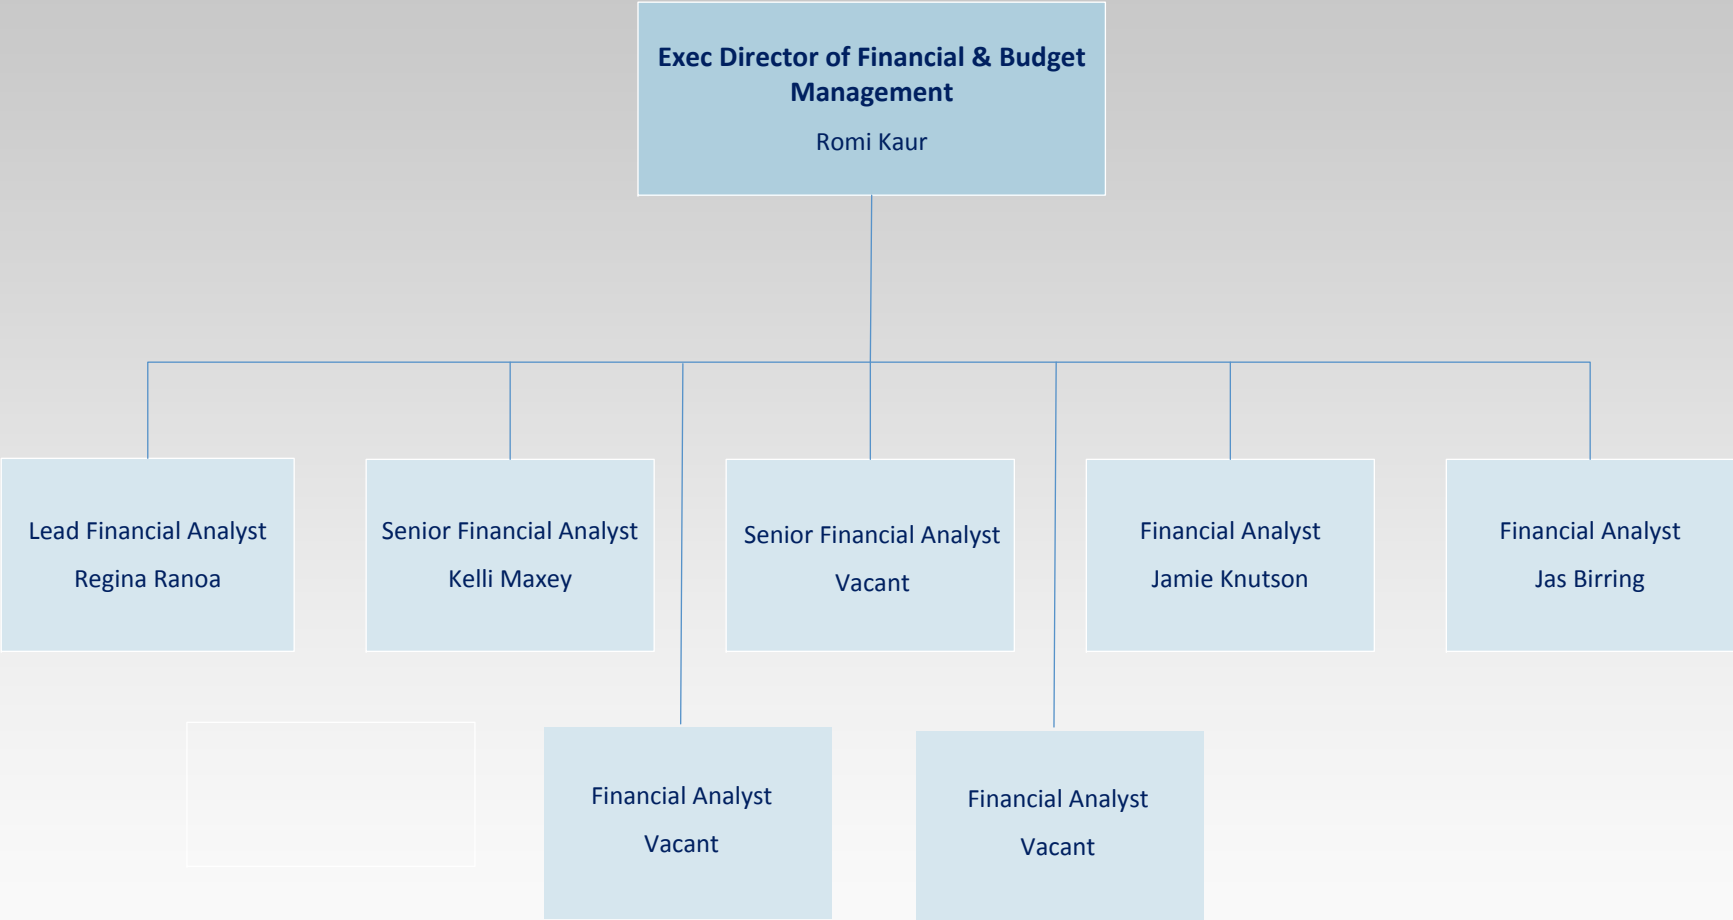 Exec Director of Financial & Budget
Management
Romi Kaur
Lead Financial Analyst
Regina Ranoa
Senior Financial Analyst
Kelli Maxey
Senior Financial Analyst
Vacant
Financial Analyst
Jamie Knutson
Financial Analyst
Jas Birring
Financial Analyst
Vacant
Financial Analyst
Vacant